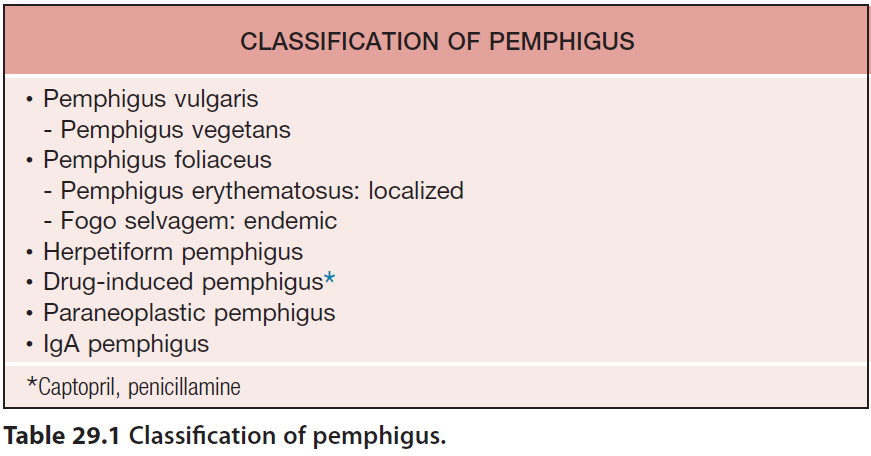 CLASSIFICATION OF PEMPHIGUS
• Pemphigus vulgaris
- Pemphigus vegetans
• Pemphigus foliaceus
- Pemphigus erythematosus: localized
- Fogo selvagem: endemic
• Herpetiform pemphigus
• Drug-induced pemphigus*
• Paraneoplastic pemphigus
• IgA pemphigus
*Captopril, penicillamine
Table 29.1 Classification of pemphigus.